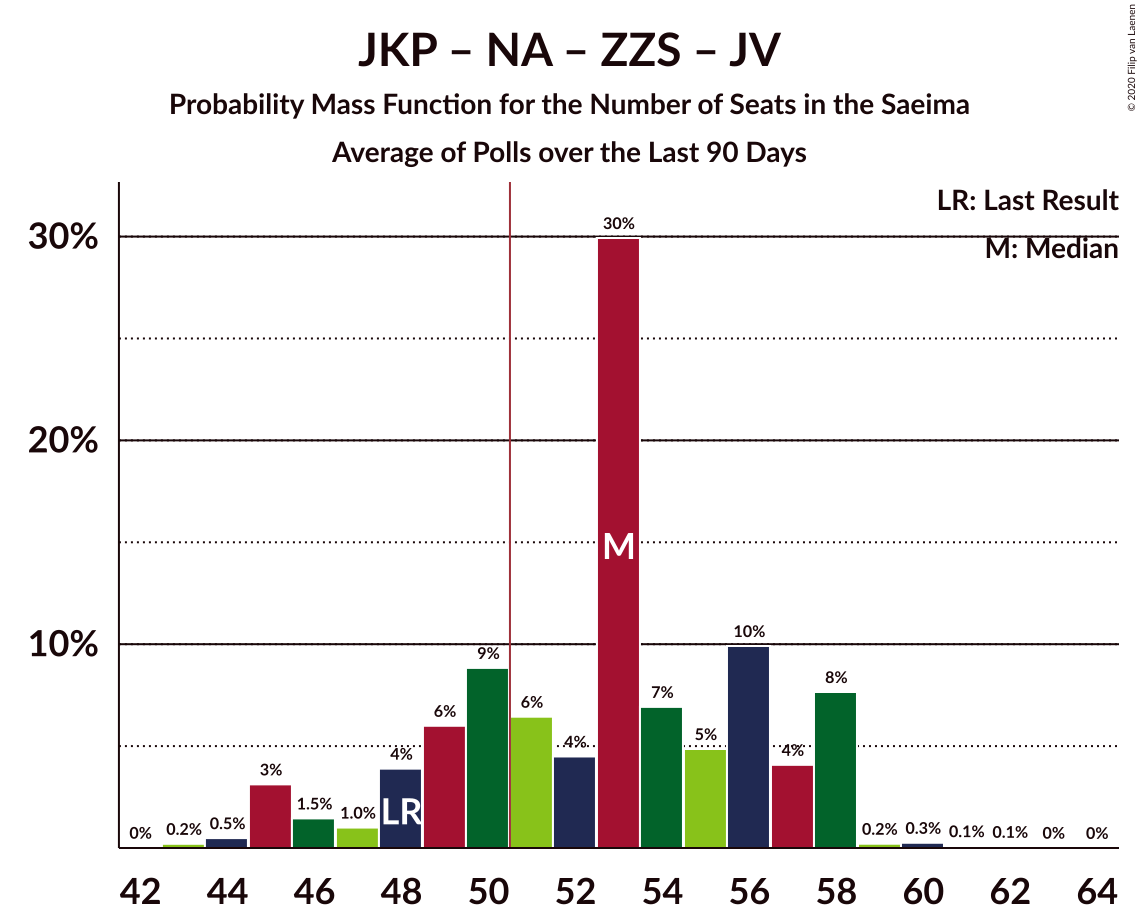 JKP – NA – ZZS – JV
Probability Mass Function for the Number of Seats in the Saeima
Average of Polls over the Last 90 Days
© 2020 Filip van Laenen
LR: Last Result
M: Median
30%
20%
10%
0%
0.2%
0.5%
3%
1.5%
1.0%
4%
6%
9%
6%
4%
30%
7%
5%
10%
4%
8%
0.2%
0.3%
0.1%
0.1%
0%
0%
LR
M
42 44 46 48 50 52 54 56 58 60 62 64